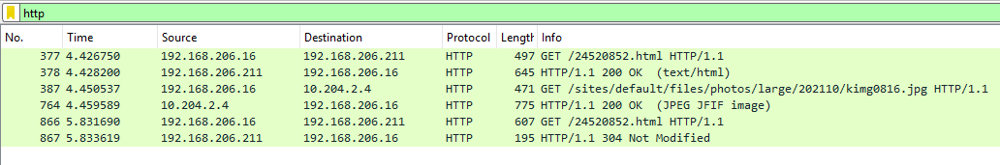 http
No. Time Source Destination Protocol Length Info
377 4.426750 192.168.206.16 192.168.206.211 HTTP 497 GET /24520852.html HTTP/1.1
378 4.428200 192.168.206.211 192.168.206.16 HTTP 645 HTTP/1.1 200 OK (text/html)
387 4.450537 192.168.206.16 10.204.2.4 HTTP 471 GET /sites/default/files/photos/large/202110/kimg0816.jpg HTTP/1.1
764 4.459589 10.204.2.4 192.168.206.16 HTTP 775 HTTP/1.1 200 OK (JPEG JFIF image)
866 5.831690 192.168.206.16 192.168.206.211 HTTP 607 GET /24520852.html HTTP/1.1
867 5.833619 192.168.206.211 192.168.206.16 HTTP 195 HTTP/1.1 304 Not Modified